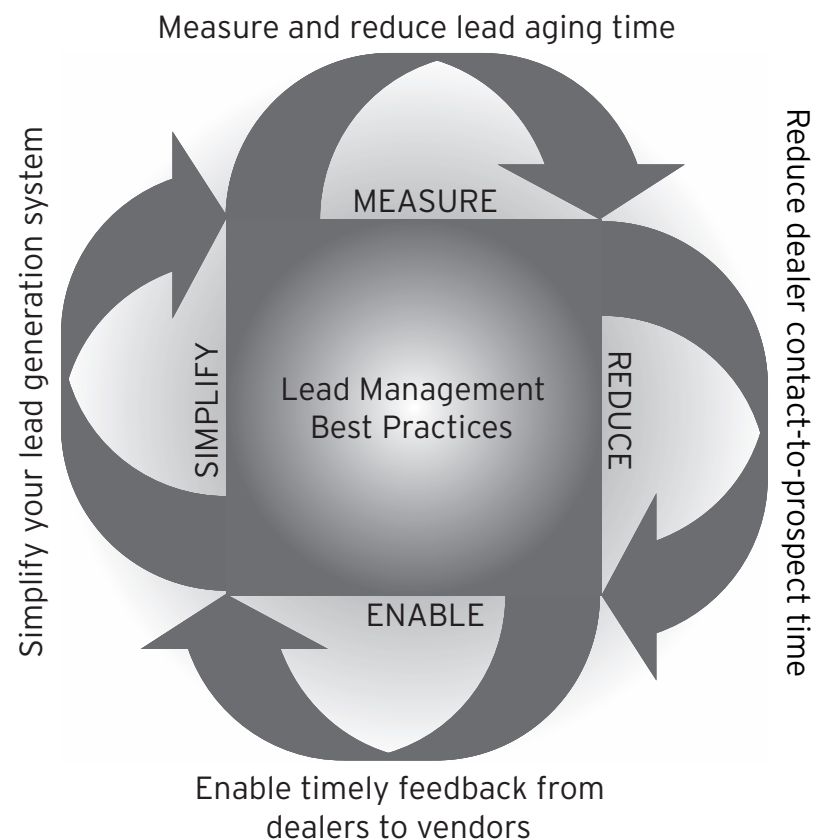 Measure and reduce lead aging time
Simplify your lead generation system
Reduce dealer contact-to-prospect time
MEASURE
SIMPLIFY
REDUCE
Lead Management
Best Practices
ENABLE
Enable timely feedback from
dealers to vendors